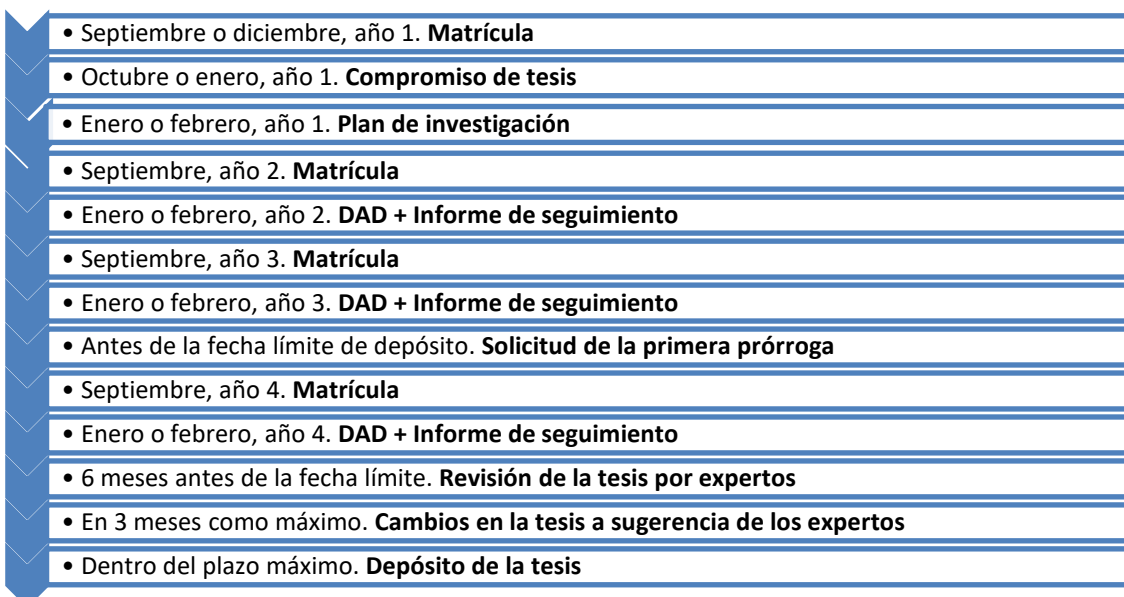 • Septiembre o diciembre, año 1. Matrícula
• Octubre o enero, año 1. Compromiso de tesis
• Enero o febrero, año 1. Plan de investigación
• Septiembre, año 2. Matrícula
• Enero o febrero, año 2. DAD + Informe de seguimiento
• Septiembre, año 3. Matrícula
• Enero o febrero, año 3. DAD + Informe de seguimiento
• Antes de la fecha límite de depósito. Solicitud de la primera prórroga
• Septiembre, año 4. Matrícula
• Enero o febrero, año 4. DAD + Informe de seguimiento
• 6 meses antes de la fecha límite. Revisión de la tesis por expertos
• En 3 meses como máximo. Cambios en la tesis a sugerencia de los expertos
• Dentro del plazo máximo. Depósito de la tesis